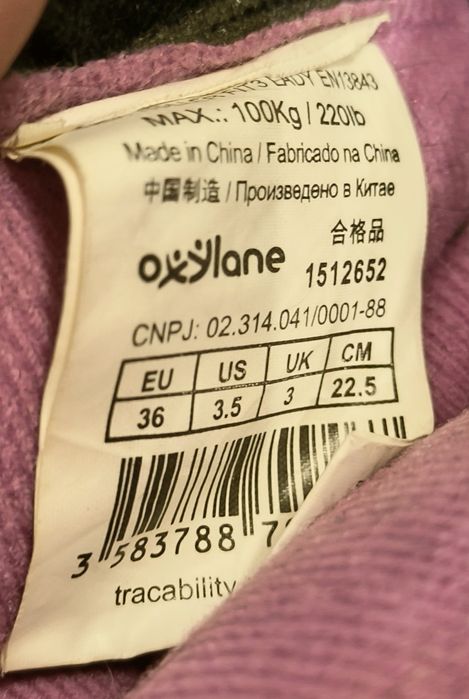 LADY EN13843
MAX.: 100Kg / 220lb
Made in China / Fabricado na China
中国制造 / Произведено в Китае
合格品
oxylane 1512652
CNPJ: 02.314.041/0001-88
EU US UK CM
36 3.5 3 22.5
3 583788
tracability